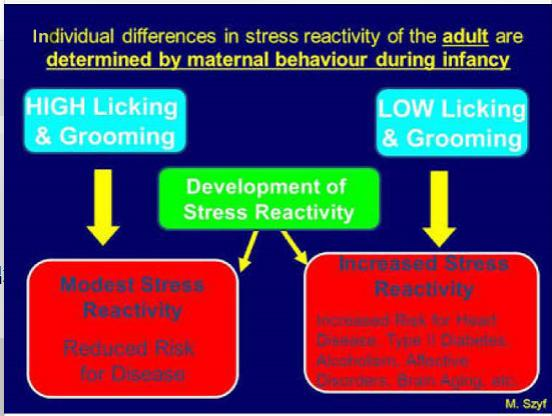 Individual differences in stress reactivity of the adult are
determined by maternal behaviour during infancy
HIGH Licking
& Grooming
LOW Licking
& Grooming
Development of
Stress Reactivity
Modest Stress
Reactivity
Reduced Risk
for Disease
Increased Stress
Reactivity
Increased Risk for Heart
Disease, Type II Diabetes,
Alcoholism, Affective
Disorders, Brain Aging, etc.
M. Szyf